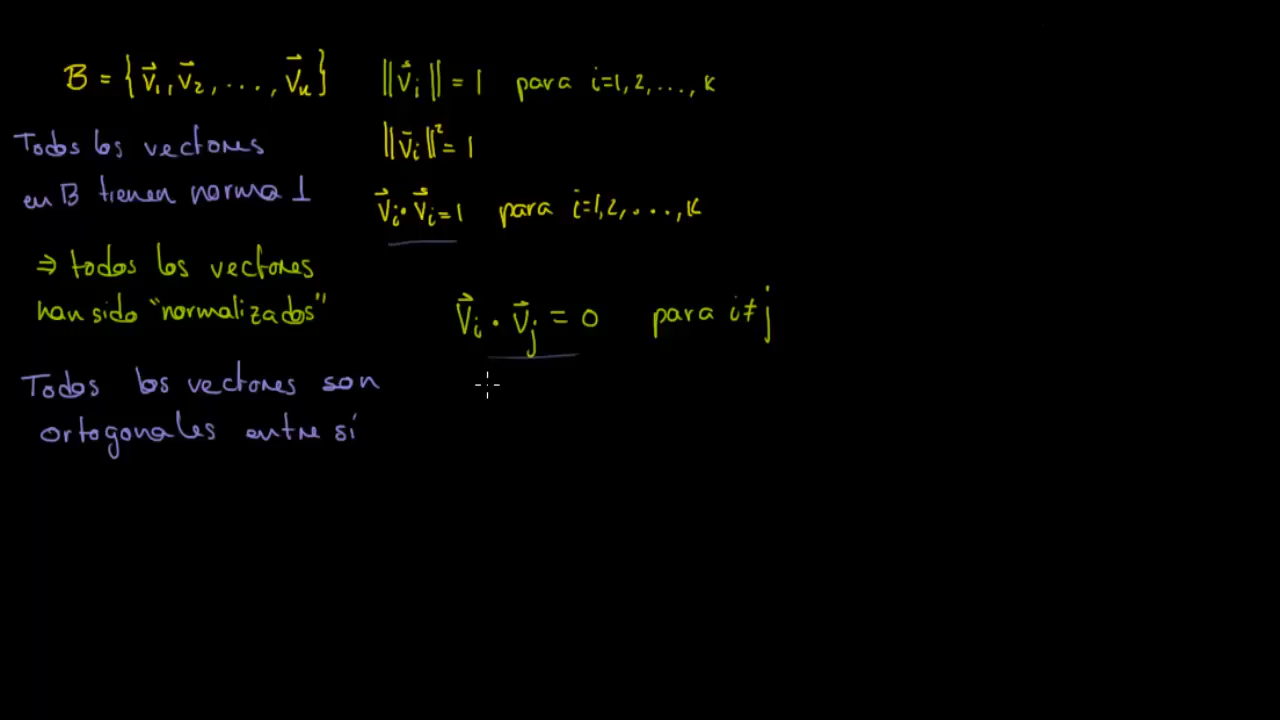 B = {v⃗₁, v⃗₂, ..., v⃗ₖ}
||v⃗ᵢ|| = 1 para i=1,2,...,k
Todos los vectores
en B tienen norma 1
||v⃗ᵢ||² = 1
v⃗ᵢ · v⃗ᵢ = 1 para i=1,2,...,k
⇒ todos los vectores
han sido "normalizados"
v⃗ᵢ · v⃗ⱼ = 0 para i≠j
Todos los vectores son
ortogonales entre sí